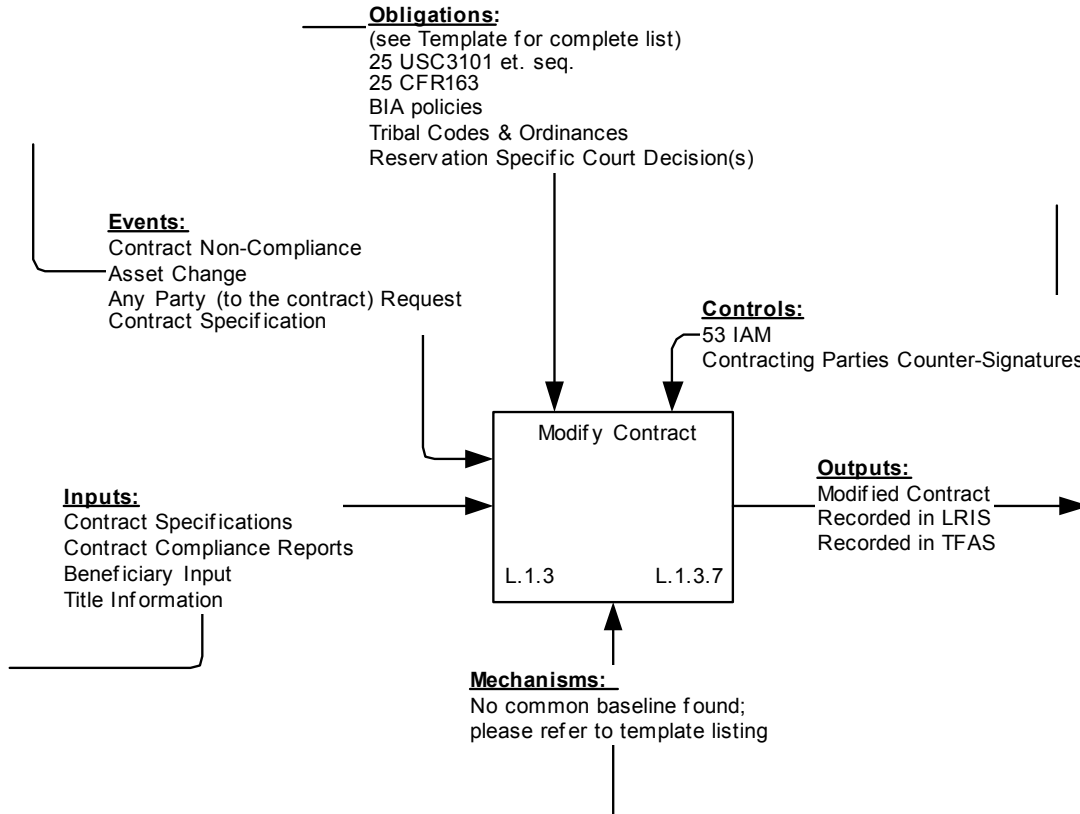 Obligations:
(see Template for complete list)
25 USC3101 et. seq.
25 CFR163
BIA policies
Tribal Codes & Ordinances
Reservation Specific Court Decision(s)
Events:
Contract Non-Compliance
Asset Change
Any Party (to the contract) Request
Contract Specification
Controls:
53 IAM
Contracting Parties Counter-Signatures
Modify Contract
L.1.3 L.1.3.7
Inputs:
Contract Specifications
Contract Compliance Reports
Beneficiary Input
Title Information
Outputs:
Modified Contract
Recorded in LRIS
Recorded in TFAS
Mechanisms:
No common baseline found;
please refer to template listing